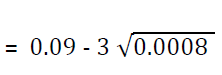 = 0.09 - 3 √0.0008